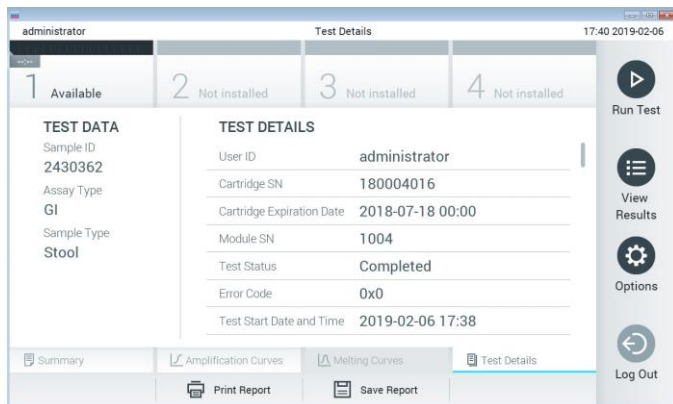 administrator Test Details 17:40 2019-02-06
--:--
1 Available 2 Not installed 3 Not installed 4 Not installed
Run Test
TEST DATA
Sample ID
2430362
Assay Type
GI
Sample Type
Stool
TEST DETAILS
User ID administrator
Cartridge SN 180004016
Cartridge Expiration Date 2018-07-18 00:00
Module SN 1004
Test Status Completed
Error Code 0x0
Test Start Date and Time 2019-02-06 17:38
View
Results
Options
Summary Amplification Curves Melting Curves Test Details
Print Report Save Report
Log Out